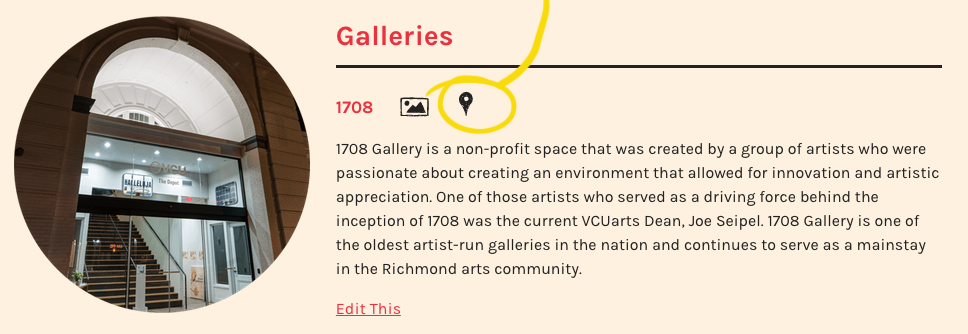 Galleries
1708
1708 Gallery is a non-profit space that was created by a group of artists who were
passionate about creating an environment that allowed for innovation and artistic
appreciation. One of those artists who served as a driving force behind the
inception of 1708 was the current VCUarts Dean, Joe Seipel. 1708 Gallery is one of
the oldest artist-run galleries in the nation and continues to serve as a mainstay
in the Richmond arts community.
Edit This
The Depot